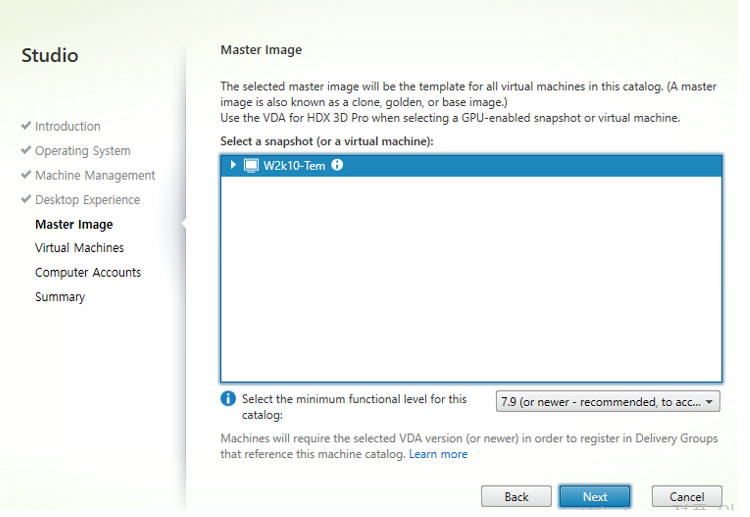 Studio
Introduction
Operating System
Machine Management
Desktop Experience
Master Image
Virtual Machines
Computer Accounts
Summary
Master Image
The selected master image will be the template for all virtual machines in this catalog. (A master
image is also known as a clone, golden, or base image.)
Use the VDA for HDX 3D Pro when selecting a GPU-enabled snapshot or virtual machine.
Select a snapshot (or a virtual machine):
W2k10-Tem
Select the minimum functional level for this
catalog:
7.9 (or newer - recommended, to acc...
Machines will require the selected VDA version (or newer) in order to register in Delivery Groups
that reference this machine catalog. Learn more
Back
Next
Cancel